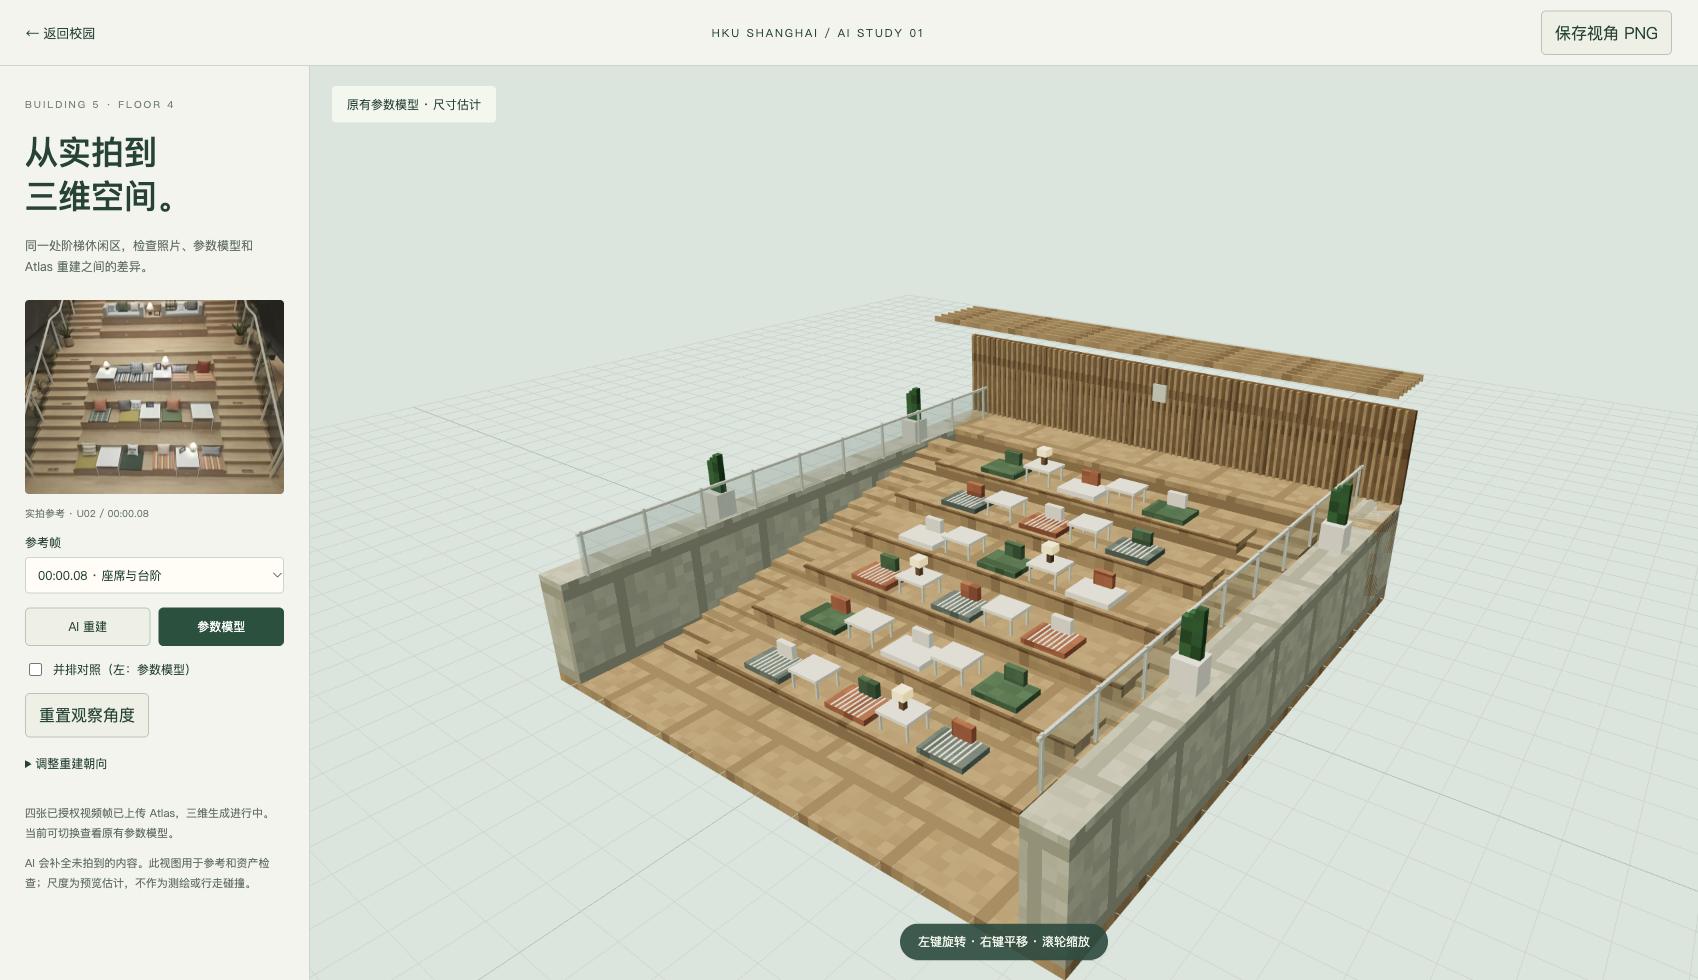 ← 返回校园
HKU SHANGHAI / AI STUDY 01
保存视角 PNG
BUILDING 5 · FLOOR 4
从实拍到
三维空间。
同一处阶梯休闲区，检查照片、参数模型和
Atlas 重建之间的差异。
实拍参考 · U02 / 00:00.08
参考帧
00:00.08 · 座席与台阶
AI 重建
参数模型
并排对照（左：参数模型）
重置观察角度
▶ 调整重建朝向
四张已授权视频帧已上传 Atlas，三维生成进行中。
当前可切换查看原有参数模型。
AI 会补全未拍到的内容。此视图用于参考和资产检
查；尺度为预览估计，不作为测绘或行走碰撞。
原有参数模型 · 尺寸估计
左键旋转 · 右键平移 · 滚轮缩放